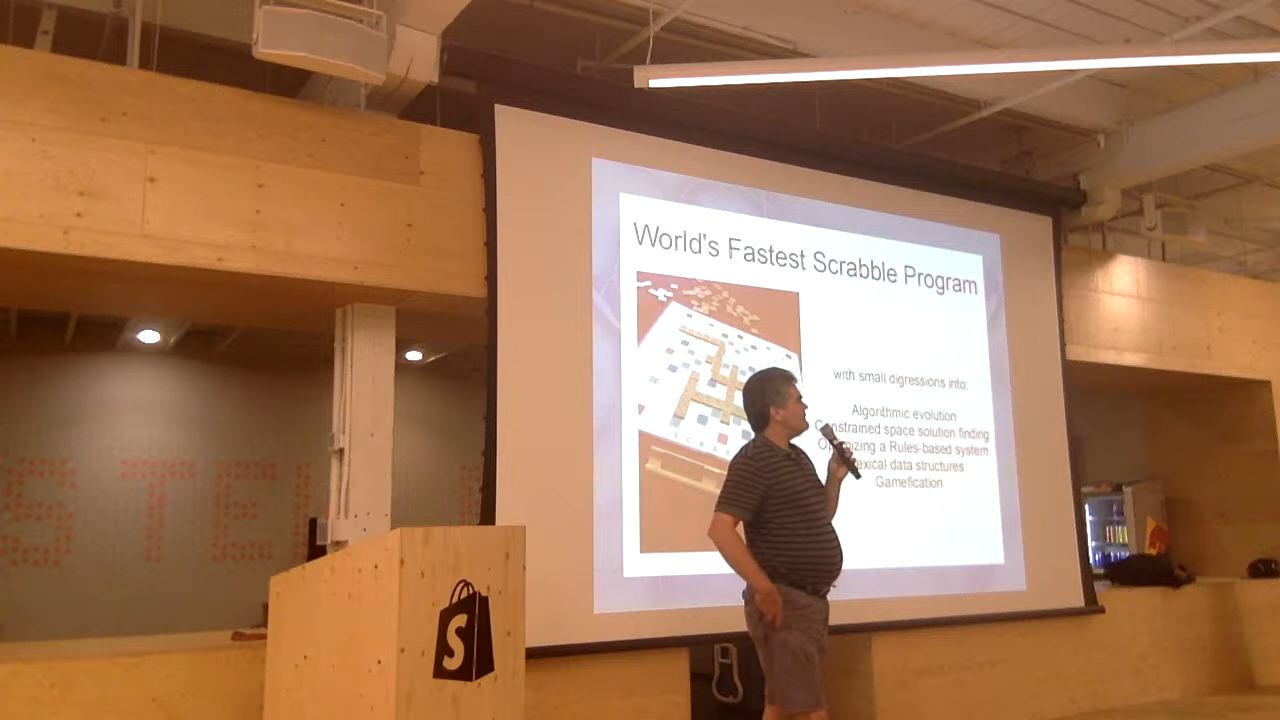 World's Fastest Scrabble Program
with small digressions into:
Algorithmic evolution
Constrained space solution finding
Optimizing a Rules-based system
Lexical data structures
Gamefication
STE
S